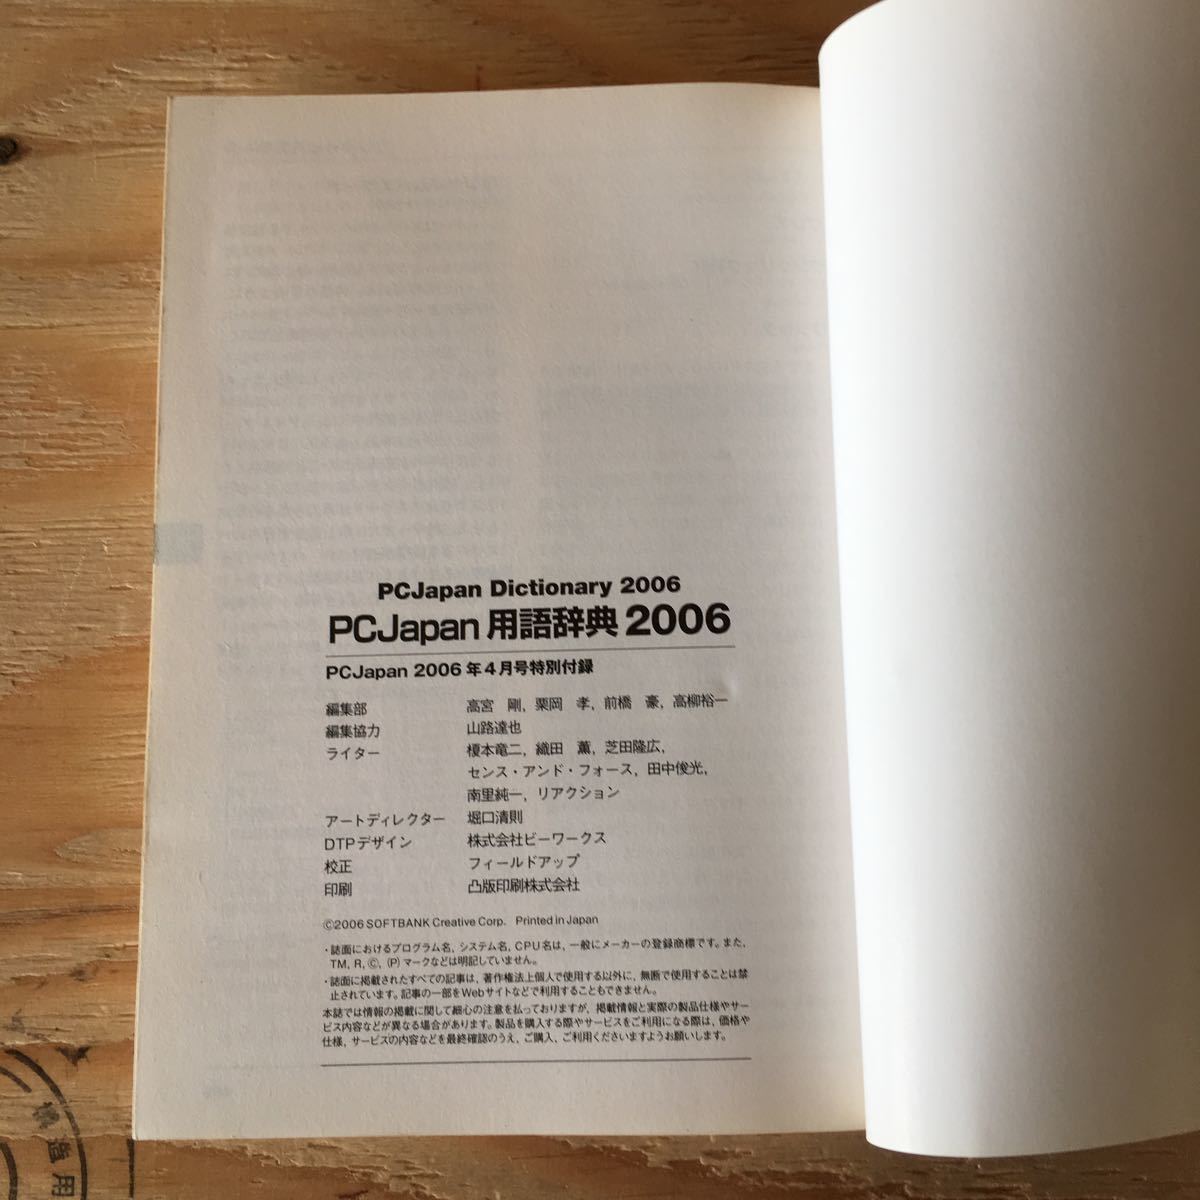 PCJapan Dictionary 2006
PCJapan 用語辞典 2006
PCJapan 2006 年 4 月号特別付録
編集部 高宮 剛, 栗岡 孝, 前橋 豪, 高柳裕一
編集協力 山路達也
ライター 榎本竜二, 織田 薫, 芝田隆広,
センス・アンド・フォース, 田中俊光,
南里純一, リアクション
アートディレクター 堀口清則
DTPデザイン 株式会社ビーワークス
校正 フィールドアップ
印刷 凸版印刷株式会社
©2006 SOFTBANK Creative Corp. Printed in Japan
・誌面におけるプログラム名, システム名, CPU名は, 一般にメーカーの登録商標です。また,
TM, R, ©, (P)マークなどは明記していません。
・誌面に掲載されたすべての記事は, 著作権法上個人で使用する以外に, 無断で使用することは禁
止されています。記事の一部をWebサイトなどで利用することもできません。
本誌では情報の掲載に関して細心の注意を払っておりますが, 掲載情報と実際の製品仕様やサー
ビス内容などが異なる場合があります。製品を購入する際やサービスをご利用になる際は, 価格や
仕様, サービスの内容などを最終確認のうえ, ご購入, ご利用くださいますようお願いします。
構造用